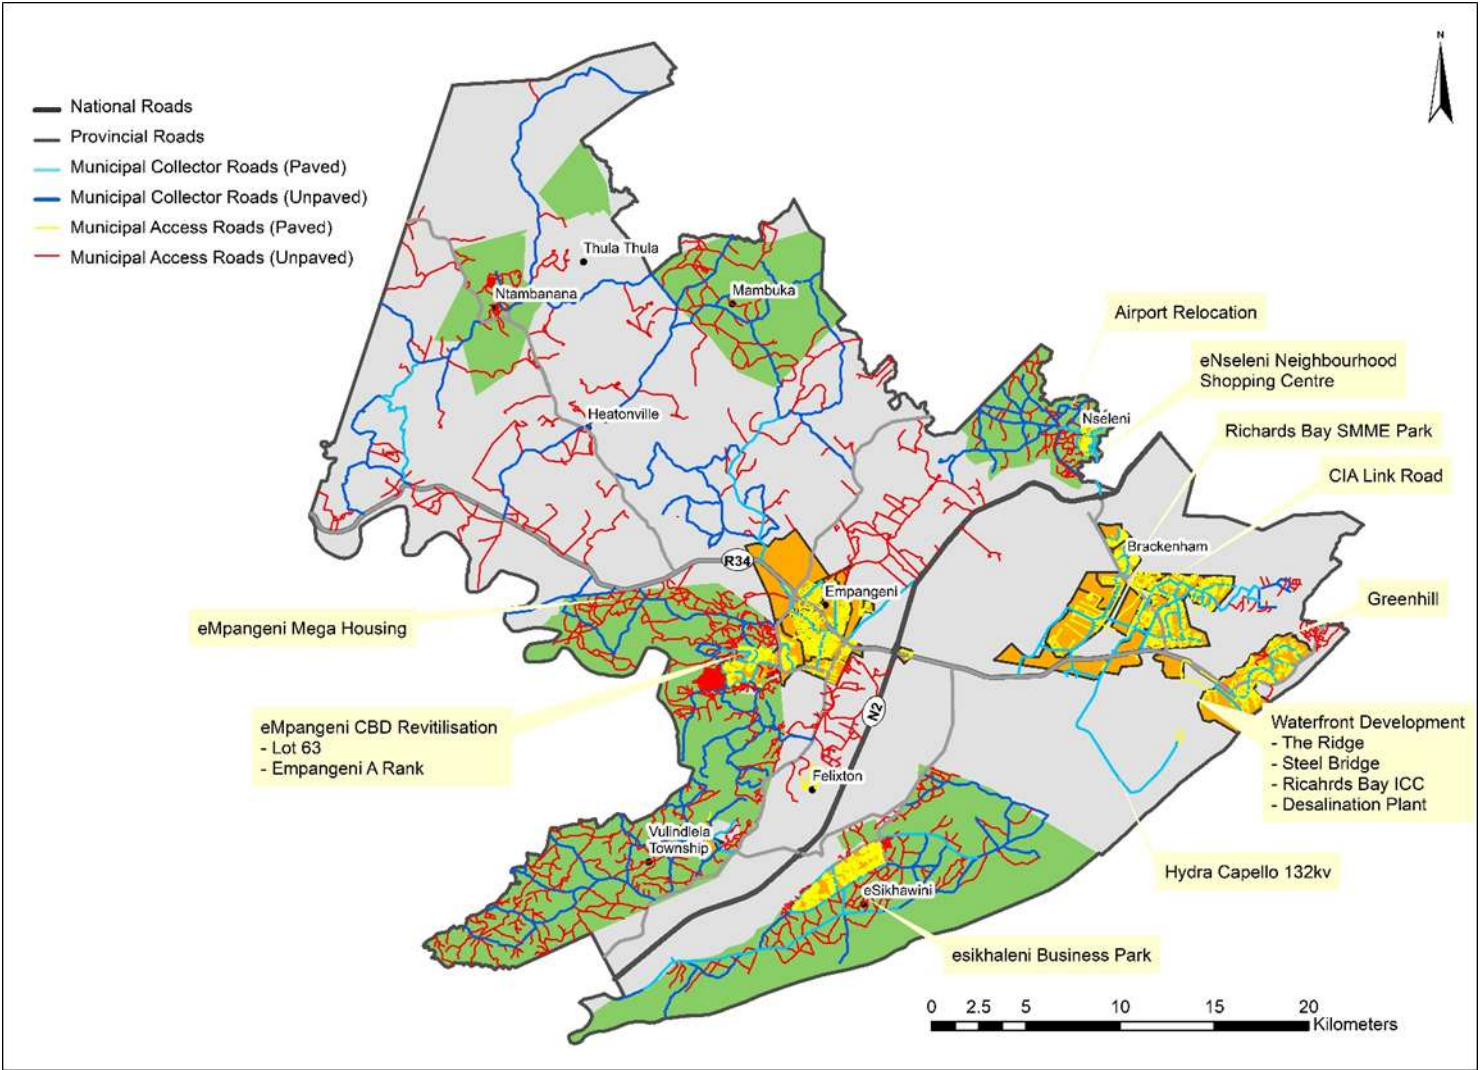 N
National Roads
Provincial Roads
Municipal Collector Roads (Paved)
Municipal Collector Roads (Unpaved)
Municipal Access Roads (Paved)
Municipal Access Roads (Unpaved)
Thula Thula
Ntambanana
Mambuka
Airport Relocation
eNseleni Neighbourhood
Shopping Centre
Heatonville
Nseleni
Richards Bay SMME Park
CIA Link Road
Brackenham
R34
Empangeni
Greenhill
eMpangeni Mega Housing
N2
eMpangeni CBD Revitilisation
- Lot 63
- Empangeni A Rank
Waterfront Development
- The Ridge
- Steel Bridge
- Ricahrds Bay ICC
- Desalination Plant
Felixton
Vulindlela
Township
Hydra Capello 132kv
eSikhawini
esikhaleni Business Park
0 2.5 5 10 15 20
Kilometers